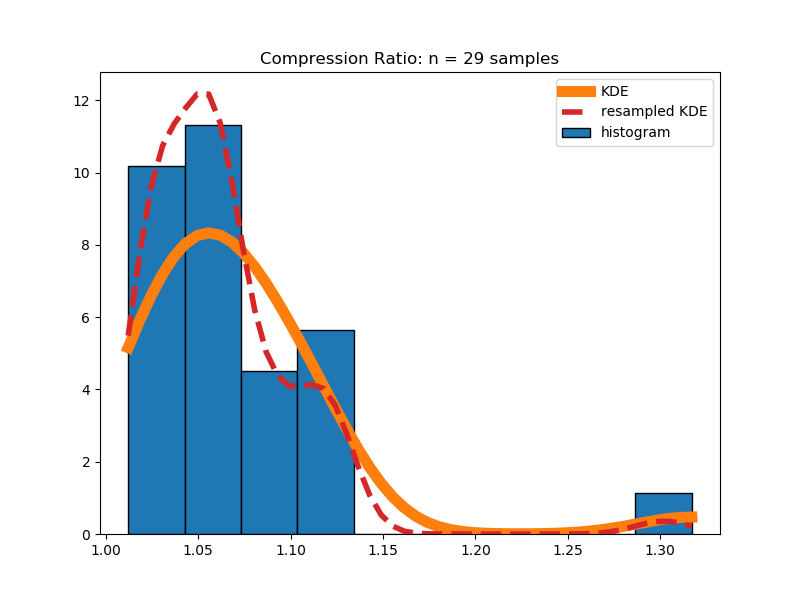 Compression Ratio: n = 29 samples
KDE
resampled KDE
histogram
12
10
8
6
4
2
0
1.00 1.05 1.10 1.15 1.20 1.25 1.30